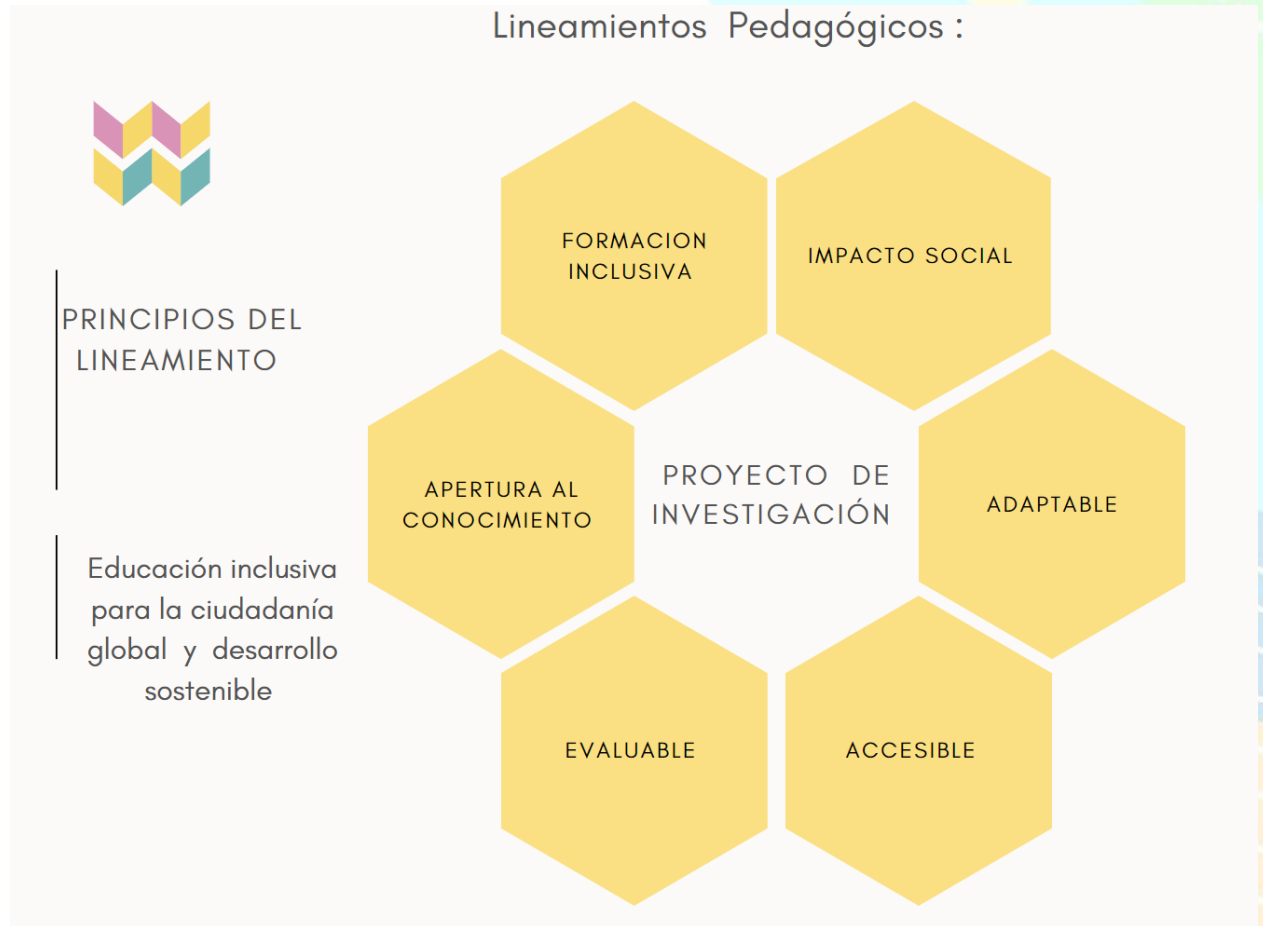 Lineamientos Pedagógicos :
PRINCIPIOS DEL
LINEAMIENTO
Educación inclusiva
para la ciudadanía
global y desarrollo
sostenible
FORMACION
INCLUSIVA
IMPACTO SOCIAL
APERTURA AL
CONOCIMIENTO
PROYECTO DE
INVESTIGACIÓN
ADAPTABLE
EVALUABLE
ACCESIBLE